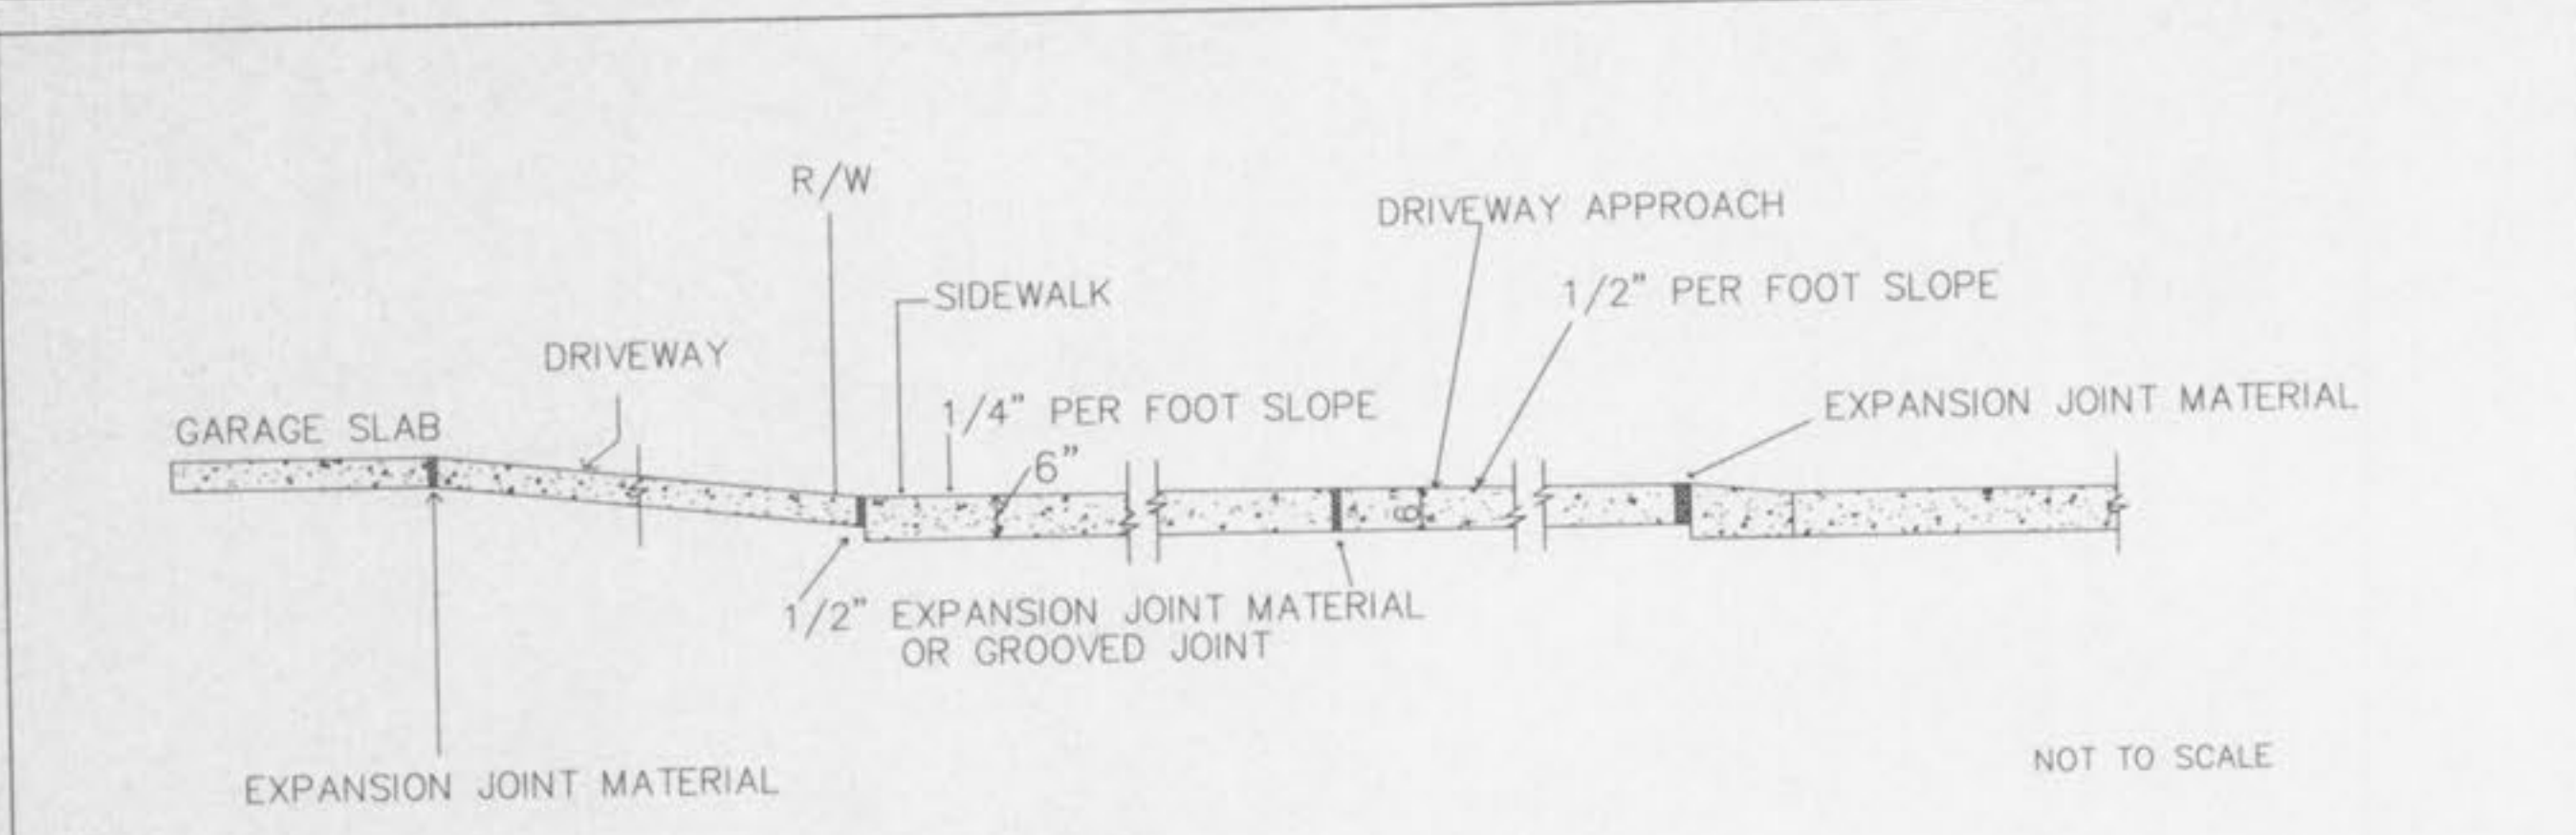 R/W
DRIVEWAY APPROACH
SIDEWALK
1/2" PER FOOT SLOPE
DRIVEWAY
1/4" PER FOOT SLOPE
EXPANSION JOINT MATERIAL
GARAGE SLAB
6"
6"
1/2" EXPANSION JOINT MATERIAL
OR GROOVED JOINT
NOT TO SCALE
EXPANSION JOINT MATERIAL